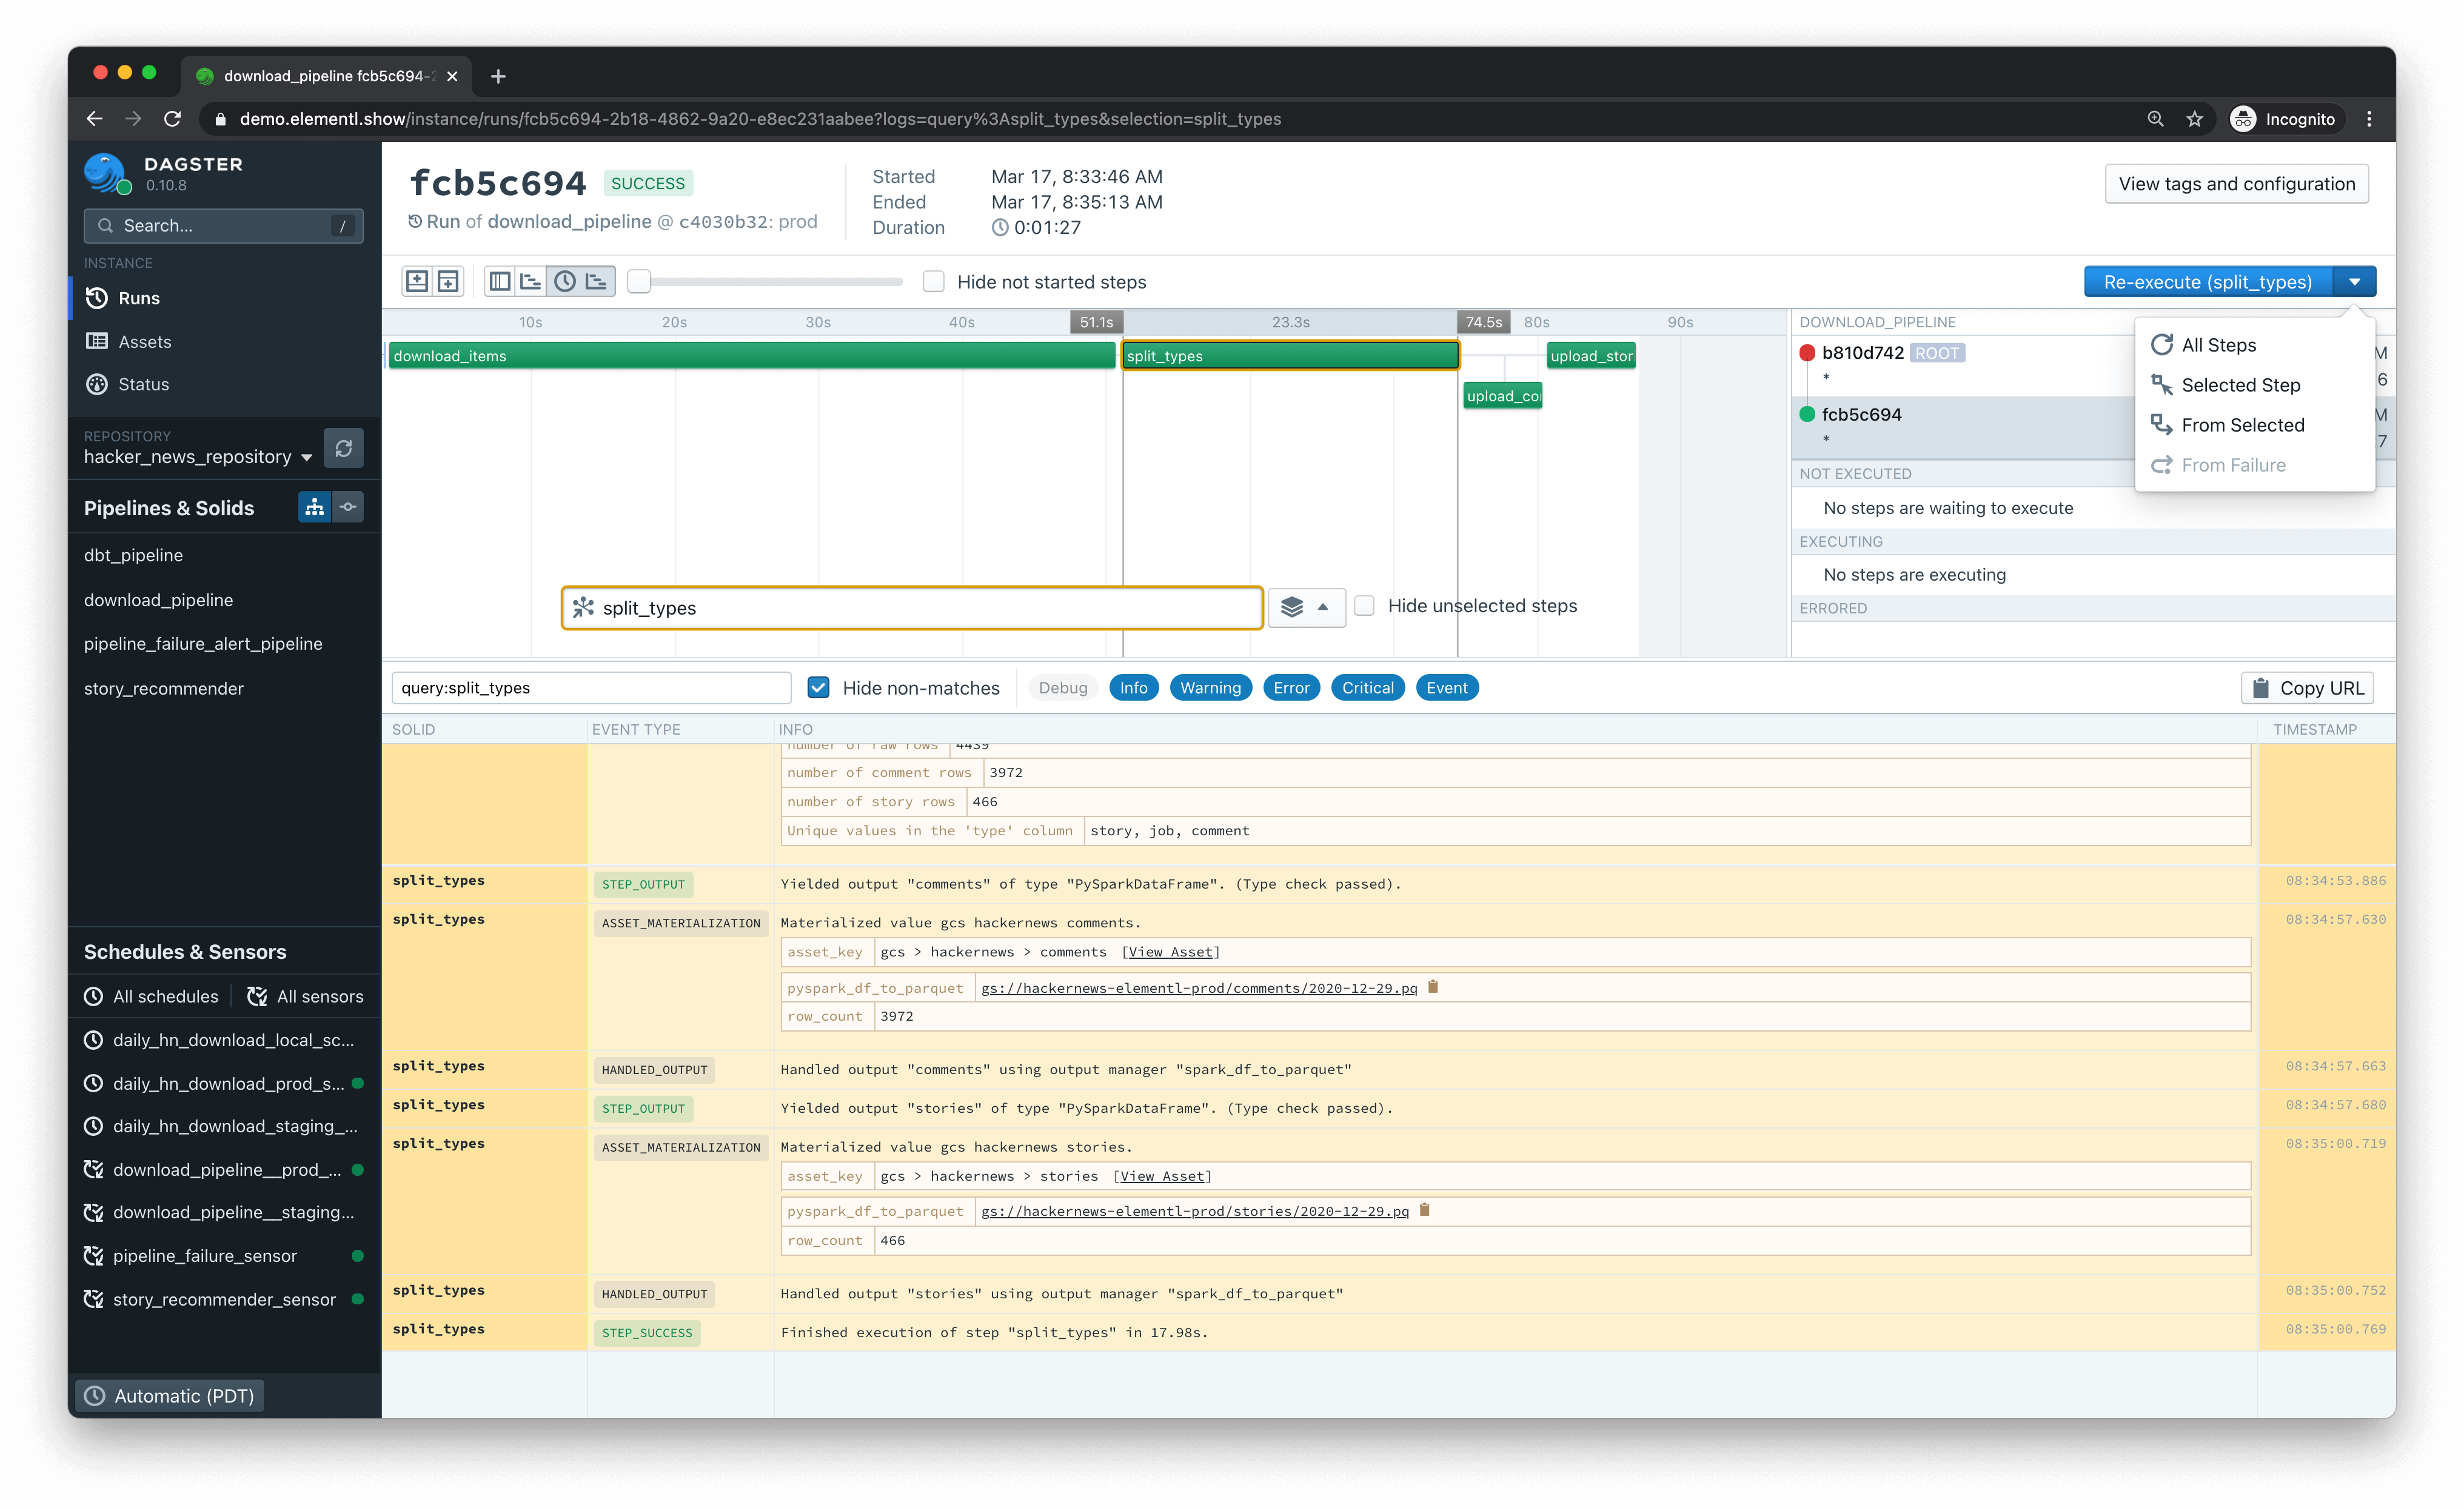 download_pipeline fcb5c694-2
demo.elementl.show/instance/runs/fcb5c694-2b18-4862-9a20-e8ec231aabee?logs=query%3Asplit_types&selection=split_types
Incognito
DAGSTER
0.10.8
Search...
/
INSTANCE
Runs
Assets
Status
REPOSITORY
hacker_news_repository
Pipelines & Solids
dbt_pipeline
download_pipeline
pipeline_failure_alert_pipeline
story_recommender
Schedules & Sensors
All schedules
All sensors
daily_hn_download_local_sc...
daily_hn_download_prod_s...
daily_hn_download_staging_...
download_pipeline__prod_...
download_pipeline__staging...
pipeline_failure_sensor
story_recommender_sensor
Automatic (PDT)
fcb5c694 SUCCESS
Run of download_pipeline @ c4030b32: prod
Started Mar 17, 8:33:46 AM
Ended Mar 17, 8:35:13 AM
Duration 0:01:27
View tags and configuration
Hide not started steps
Re-execute (split_types)
10s 20s 30s 40s 51.1s 23.3s 74.5s 80s 90s
download_items split_types upload_stor
upload_co
split_types
Hide unselected steps
DOWNLOAD_PIPELINE
b810d742 ROOT M
* 6
fcb5c694 M
* 7
All Steps
Selected Step
From Selected
From Failure
NOT EXECUTED
No steps are waiting to execute
EXECUTING
No steps are executing
ERRORED
query:split_types
Hide non-matches
Debug Info Warning Error Critical Event
Copy URL
SOLID EVENT TYPE INFO TIMESTAMP
number of raw rows 4439
number of comment rows 3972
number of story rows 466
Unique values in the 'type' column story, job, comment
split_types STEP_OUTPUT Yielded output "comments" of type "PySparkDataFrame". (Type check passed). 08:34:53.886
split_types ASSET_MATERIALIZATION Materialized value gcs hackernews comments. 08:34:57.630
asset_key gcs > hackernews > comments [View Asset]
pyspark_df_to_parquet gs://hackernews-elementl-prod/comments/2020-12-29.pq
row_count 3972
split_types HANDLED_OUTPUT Handled output "comments" using output manager "spark_df_to_parquet" 08:34:57.663
split_types STEP_OUTPUT Yielded output "stories" of type "PySparkDataFrame". (Type check passed). 08:34:57.680
split_types ASSET_MATERIALIZATION Materialized value gcs hackernews stories. 08:35:00.719
asset_key gcs > hackernews > stories [View Asset]
pyspark_df_to_parquet gs://hackernews-elementl-prod/stories/2020-12-29.pq
row_count 466
split_types HANDLED_OUTPUT Handled output "stories" using output manager "spark_df_to_parquet" 08:35:00.752
split_types STEP_SUCCESS Finished execution of step "split_types" in 17.98s. 08:35:00.769